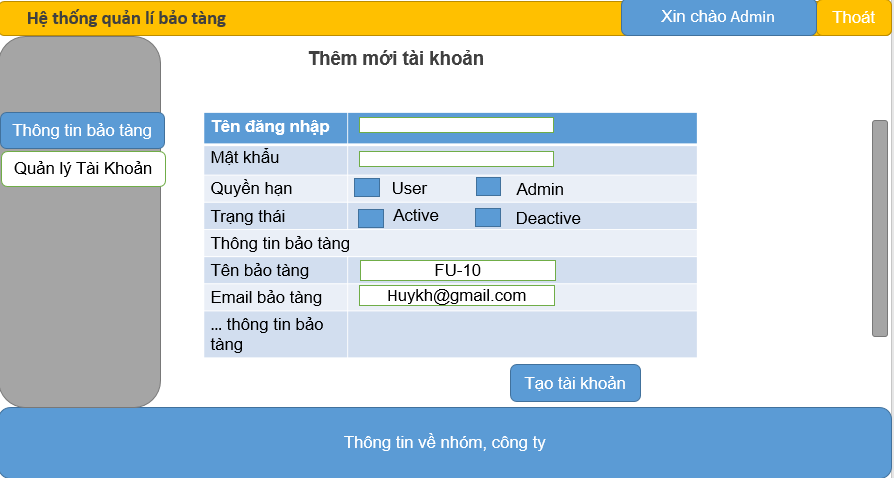 Hệ thống quản lí bảo tàng
Xin chào Admin
Thoát
Thêm mới tài khoản
Thông tin bảo tàng
Quản lý Tài Khoản
Tên đăng nhập
Mật khẩu
Quyền hạn User Admin
Trạng thái Active Deactive
Thông tin bảo tàng
Tên bảo tàng FU-10
Email bảo tàng Huykh@gmail.com
... thông tin bảo
tàng
Tạo tài khoản
Thông tin về nhóm, công ty